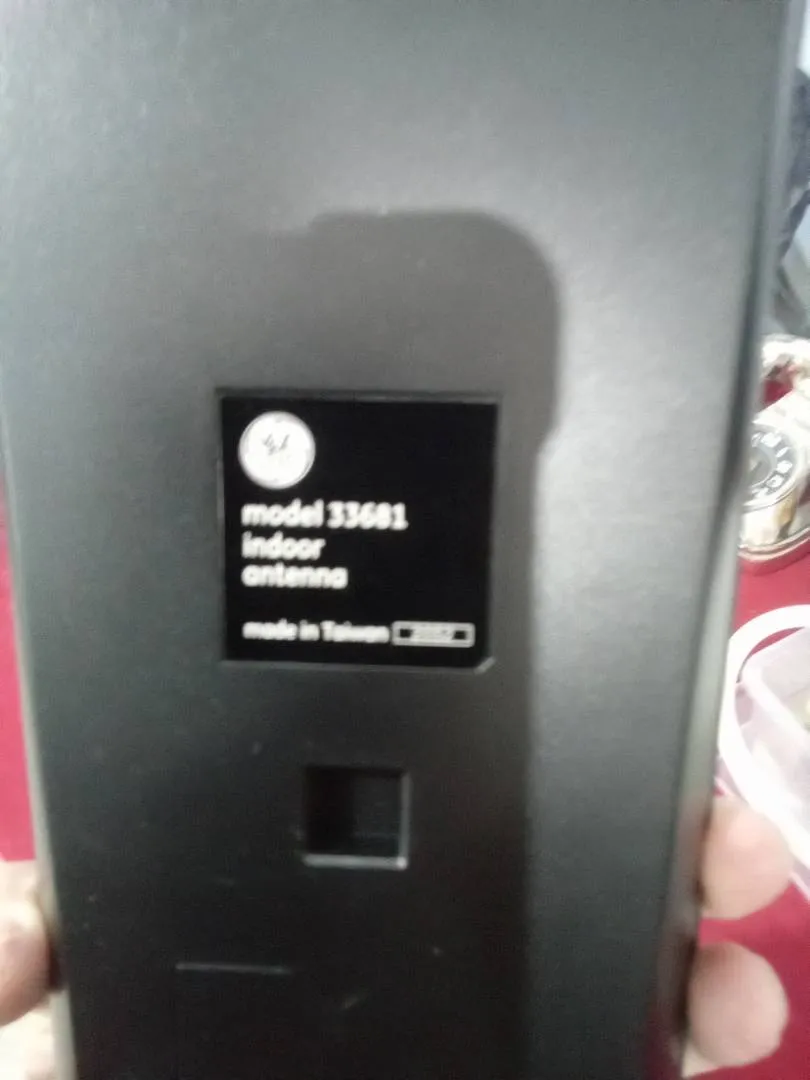 model 33681
indoor
antenna
made in Taiwan